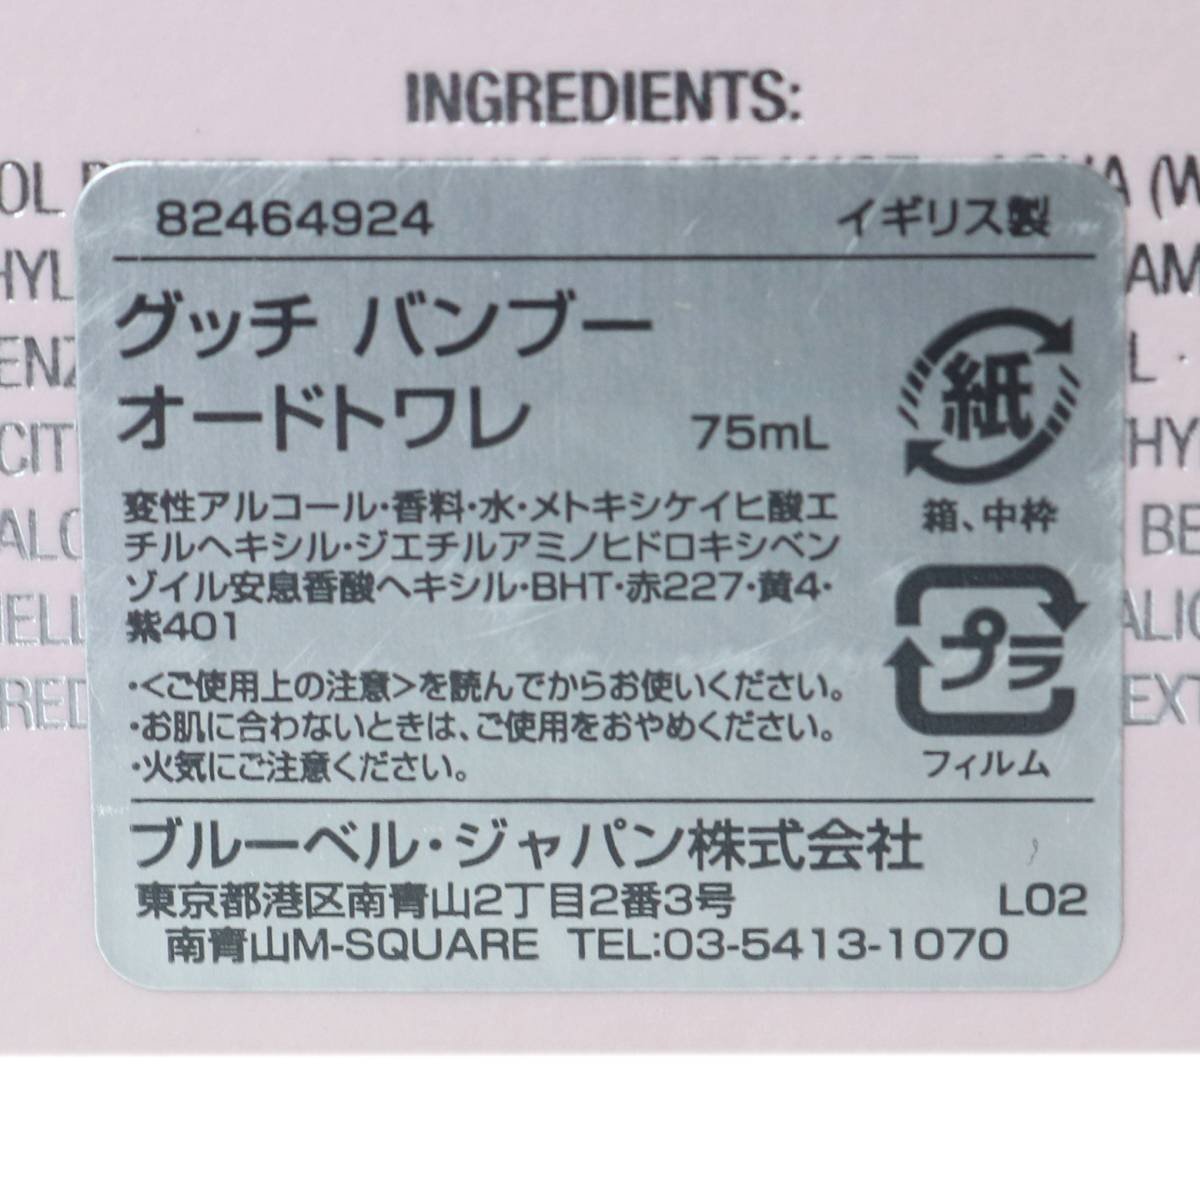 INGREDIENTS:
82464924 イギリス製
グッチ バンブー
オードトワレ 75mL
紙
箱、中枠
変性アルコール・香料・水・メトキシケイヒ酸エ
チルヘキシル・ジエチルアミノヒドロキシベン
ゾイル安息香酸ヘキシル・BHT・赤227・黄4・
紫401
プラ
フィルム
・<ご使用上の注意>を読んでからお使いください。
・お肌に合わないときは、ご使用をおやめください。
・火気にご注意ください。
ブルーベル・ジャパン株式会社
東京都港区南青山2丁目2番3号 L02
南青山M-SQUARE TEL:03-5413-1070